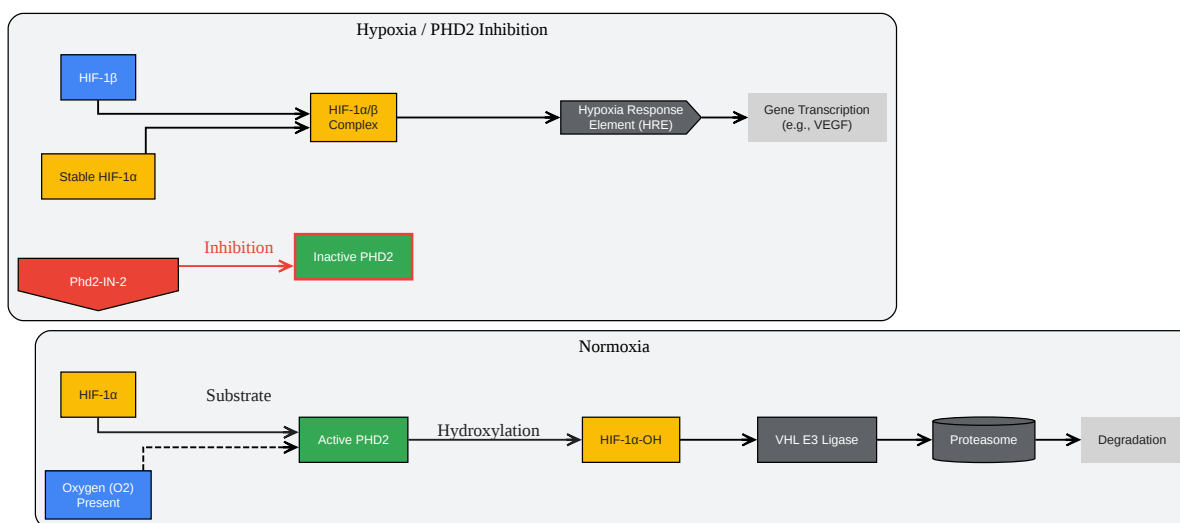 Hypoxia / PHD2 Inhibition
HIF-1β
HIF-1α/β
Complex
Hypoxia Response
Element (HRE)
Gene Transcription
(e.g., VEGF)
Stable HIF-1α
Inhibition
Inactive PHD2
Phd2-IN-2
Normoxia
HIF-1α
Substrate
Active PHD2
Hydroxylation
HIF-1α-OH
VHL E3 Ligase
Proteasome
Degradation
Oxygen (O2)
Present